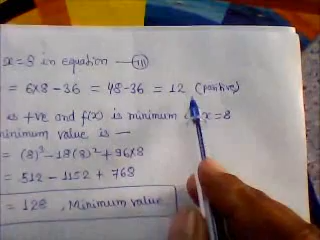 x=8 in equation — (III)
= 6×8 - 36 = 48-36 = 12 (positive)
is +ve and f(x) is minimum x=8
minimum value is —
= (8)³ - 18(8)² + 96×8
= 512 - 1152 + 768
= 128, Minimum value